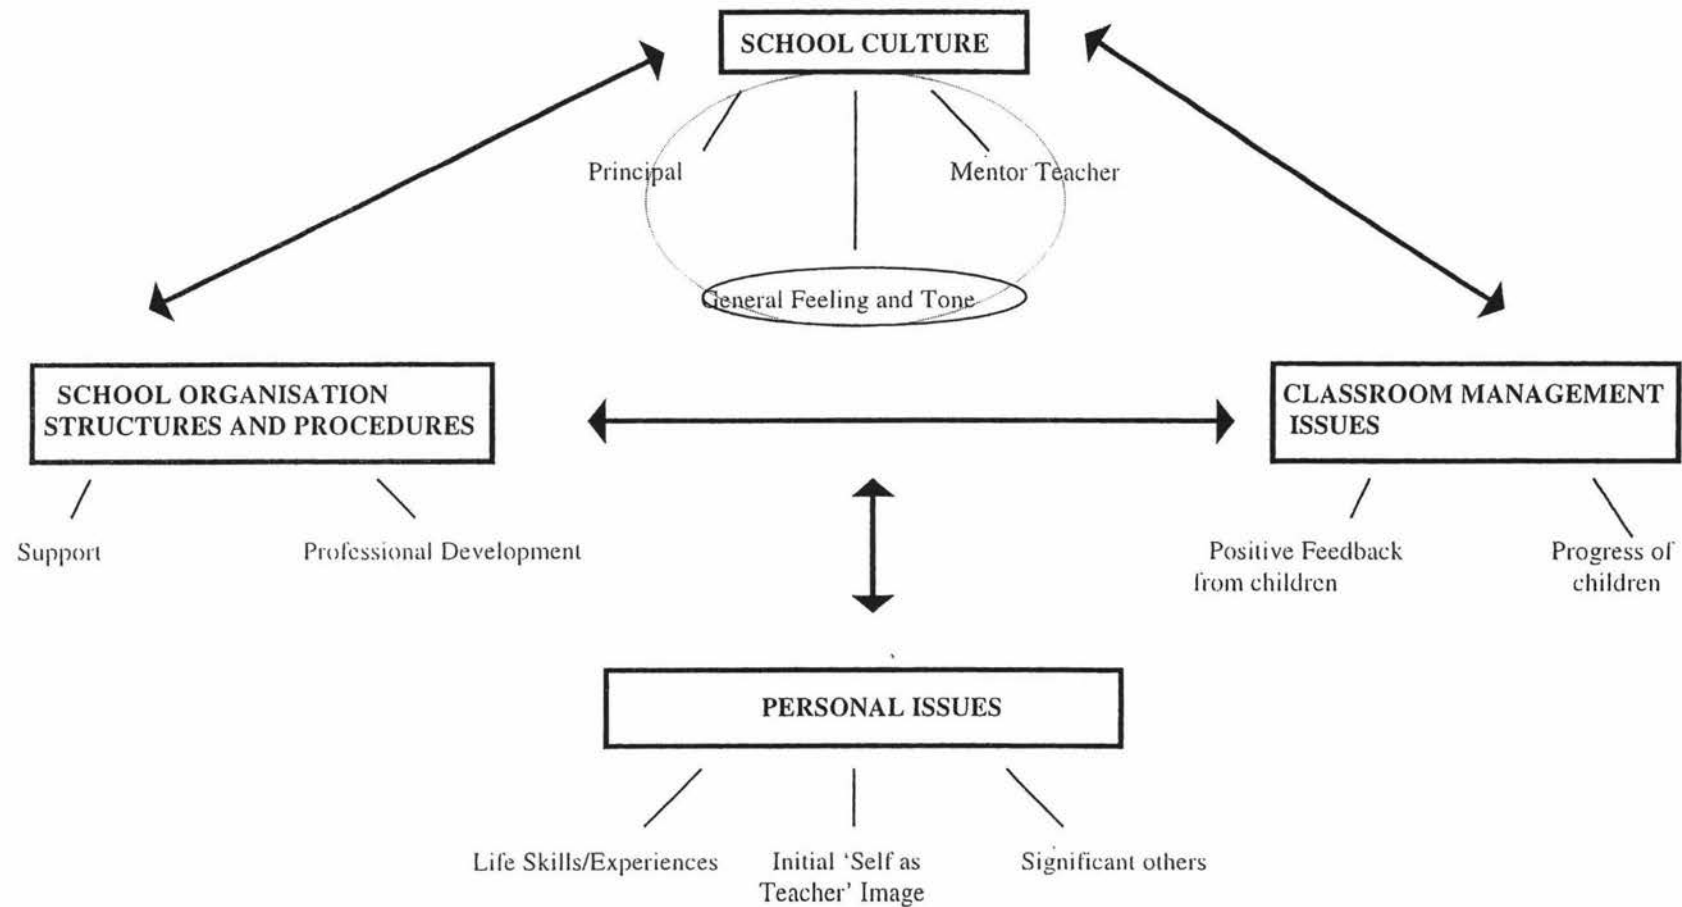 SCHOOL CULTURE
Principal
Mentor Teacher
General Feeling and Tone
SCHOOL ORGANISATION
STRUCTURES AND PROCEDURES
CLASSROOM MANAGEMENT
ISSUES
Support
Professional Development
Positive Feedback
from children
Progress of
children
PERSONAL ISSUES
Life Skills/Experiences
Initial ‘Self as
Teacher’ Image
Significant others